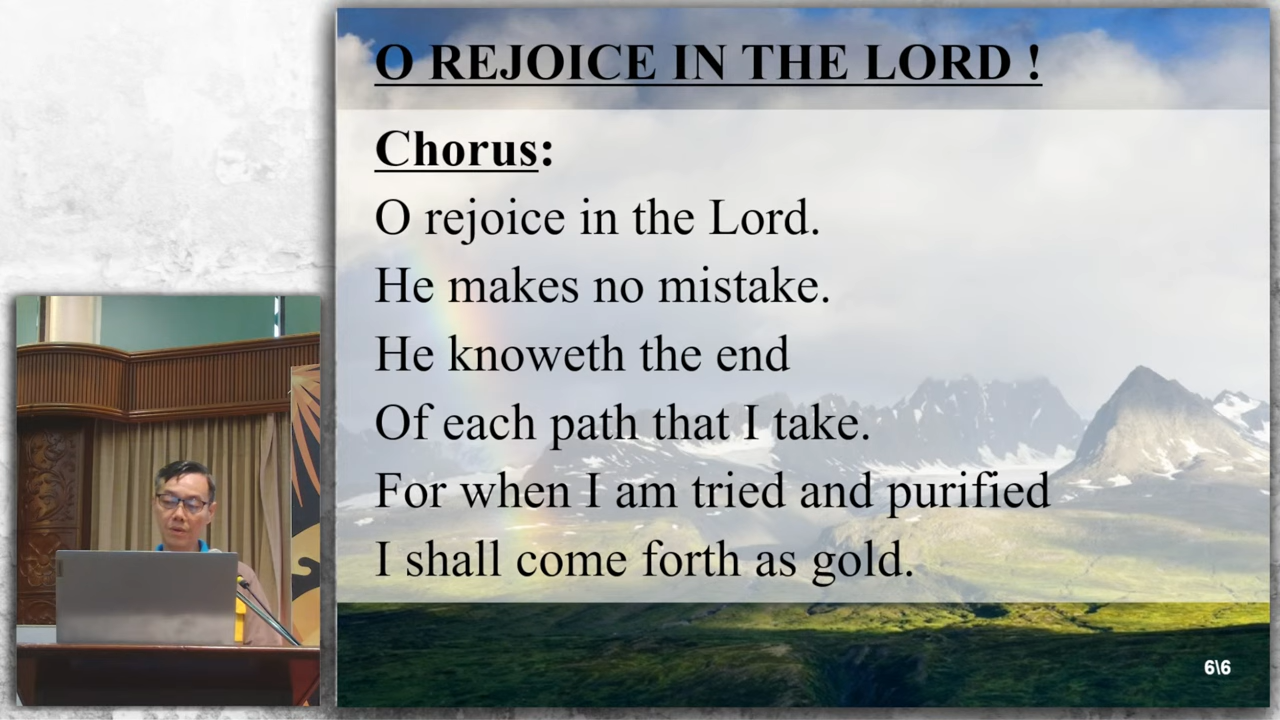 O REJOICE IN THE LORD !
Chorus:
O rejoice in the Lord.
He makes no mistake.
He knoweth the end
Of each path that I take.
For when I am tried and purified
I shall come forth as gold.
6\6